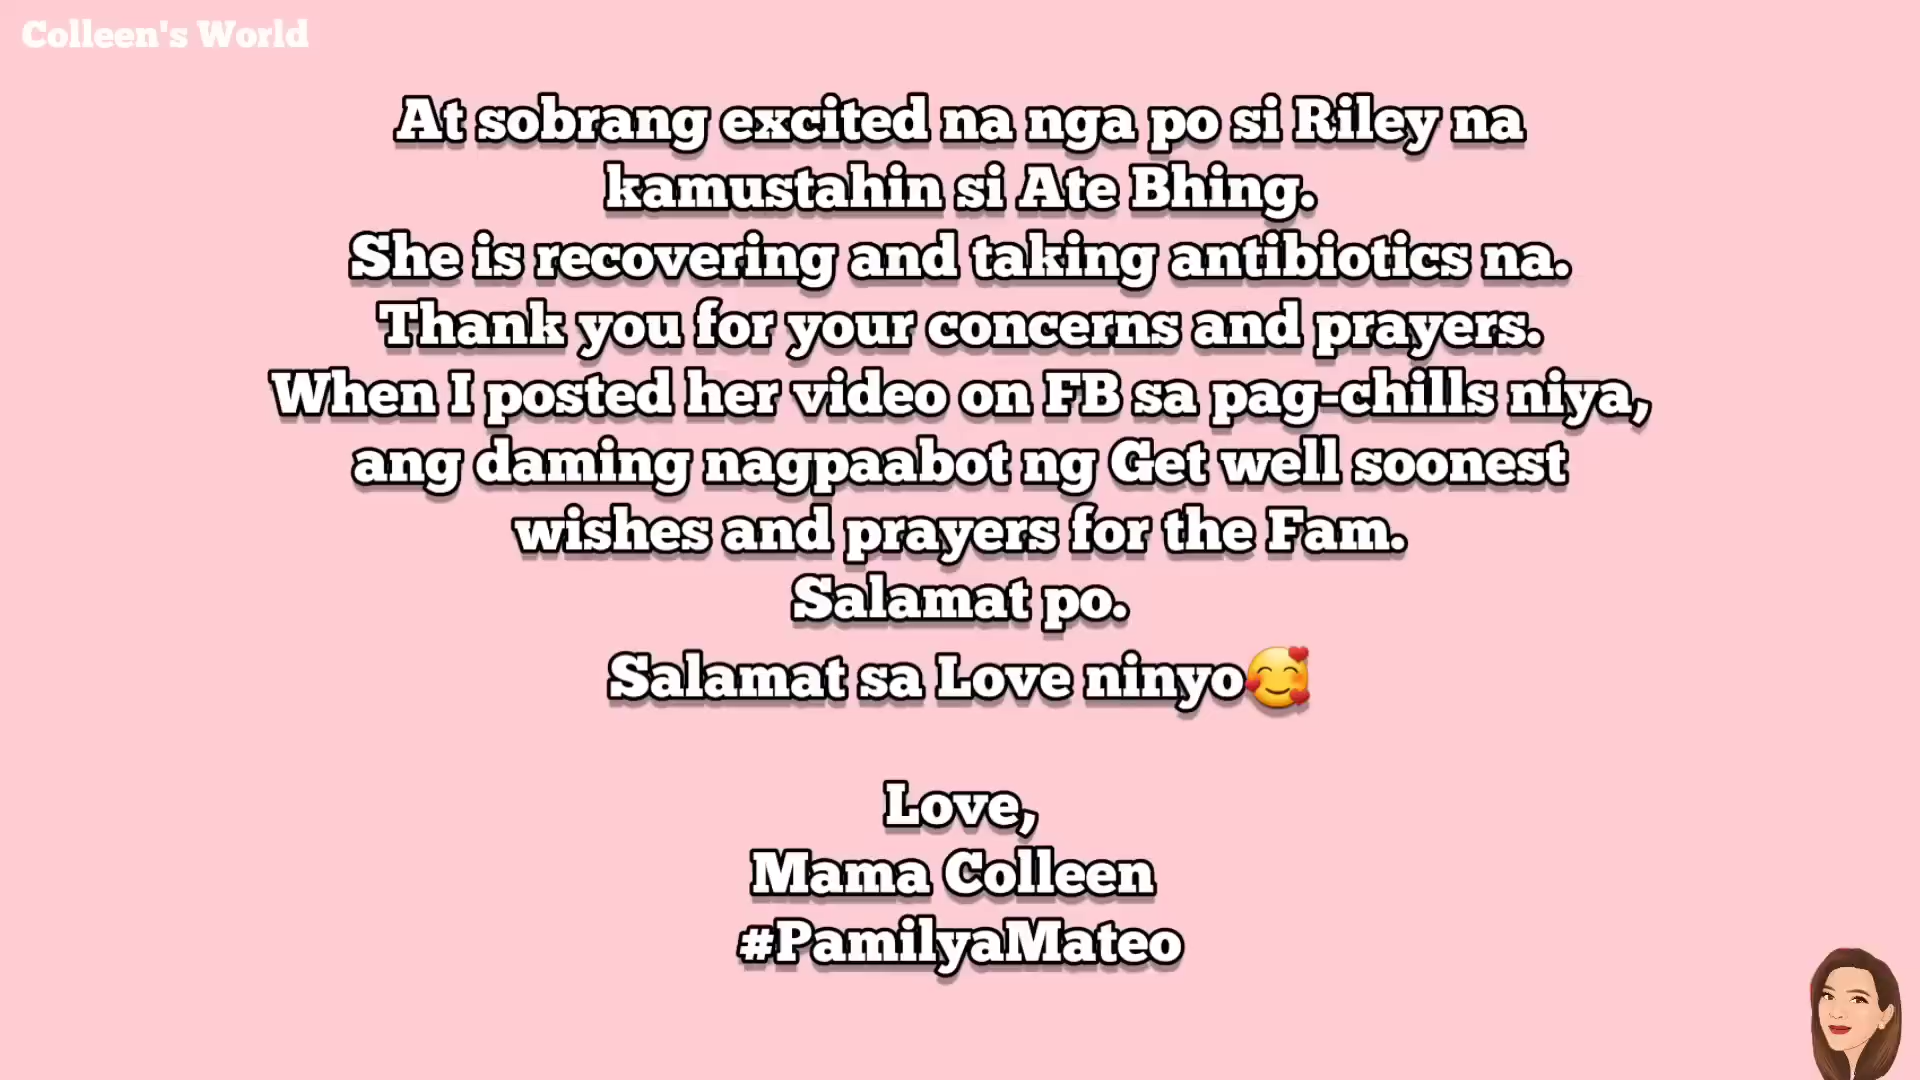 Colleen's World
At sobrang excited na nga po si Riley na
kamustahin si Ate Bhing.
She is recovering and taking antibiotics na.
Thank you for your concerns and prayers.
When I posted her video on FB sa pag-chills niya,
ang daming nagpaabot ng Get well soonest
wishes and prayers for the Fam.
Salamat po.
Salamat sa Love ninyo🥰
Love,
Mama Colleen
#PamilyaMateo